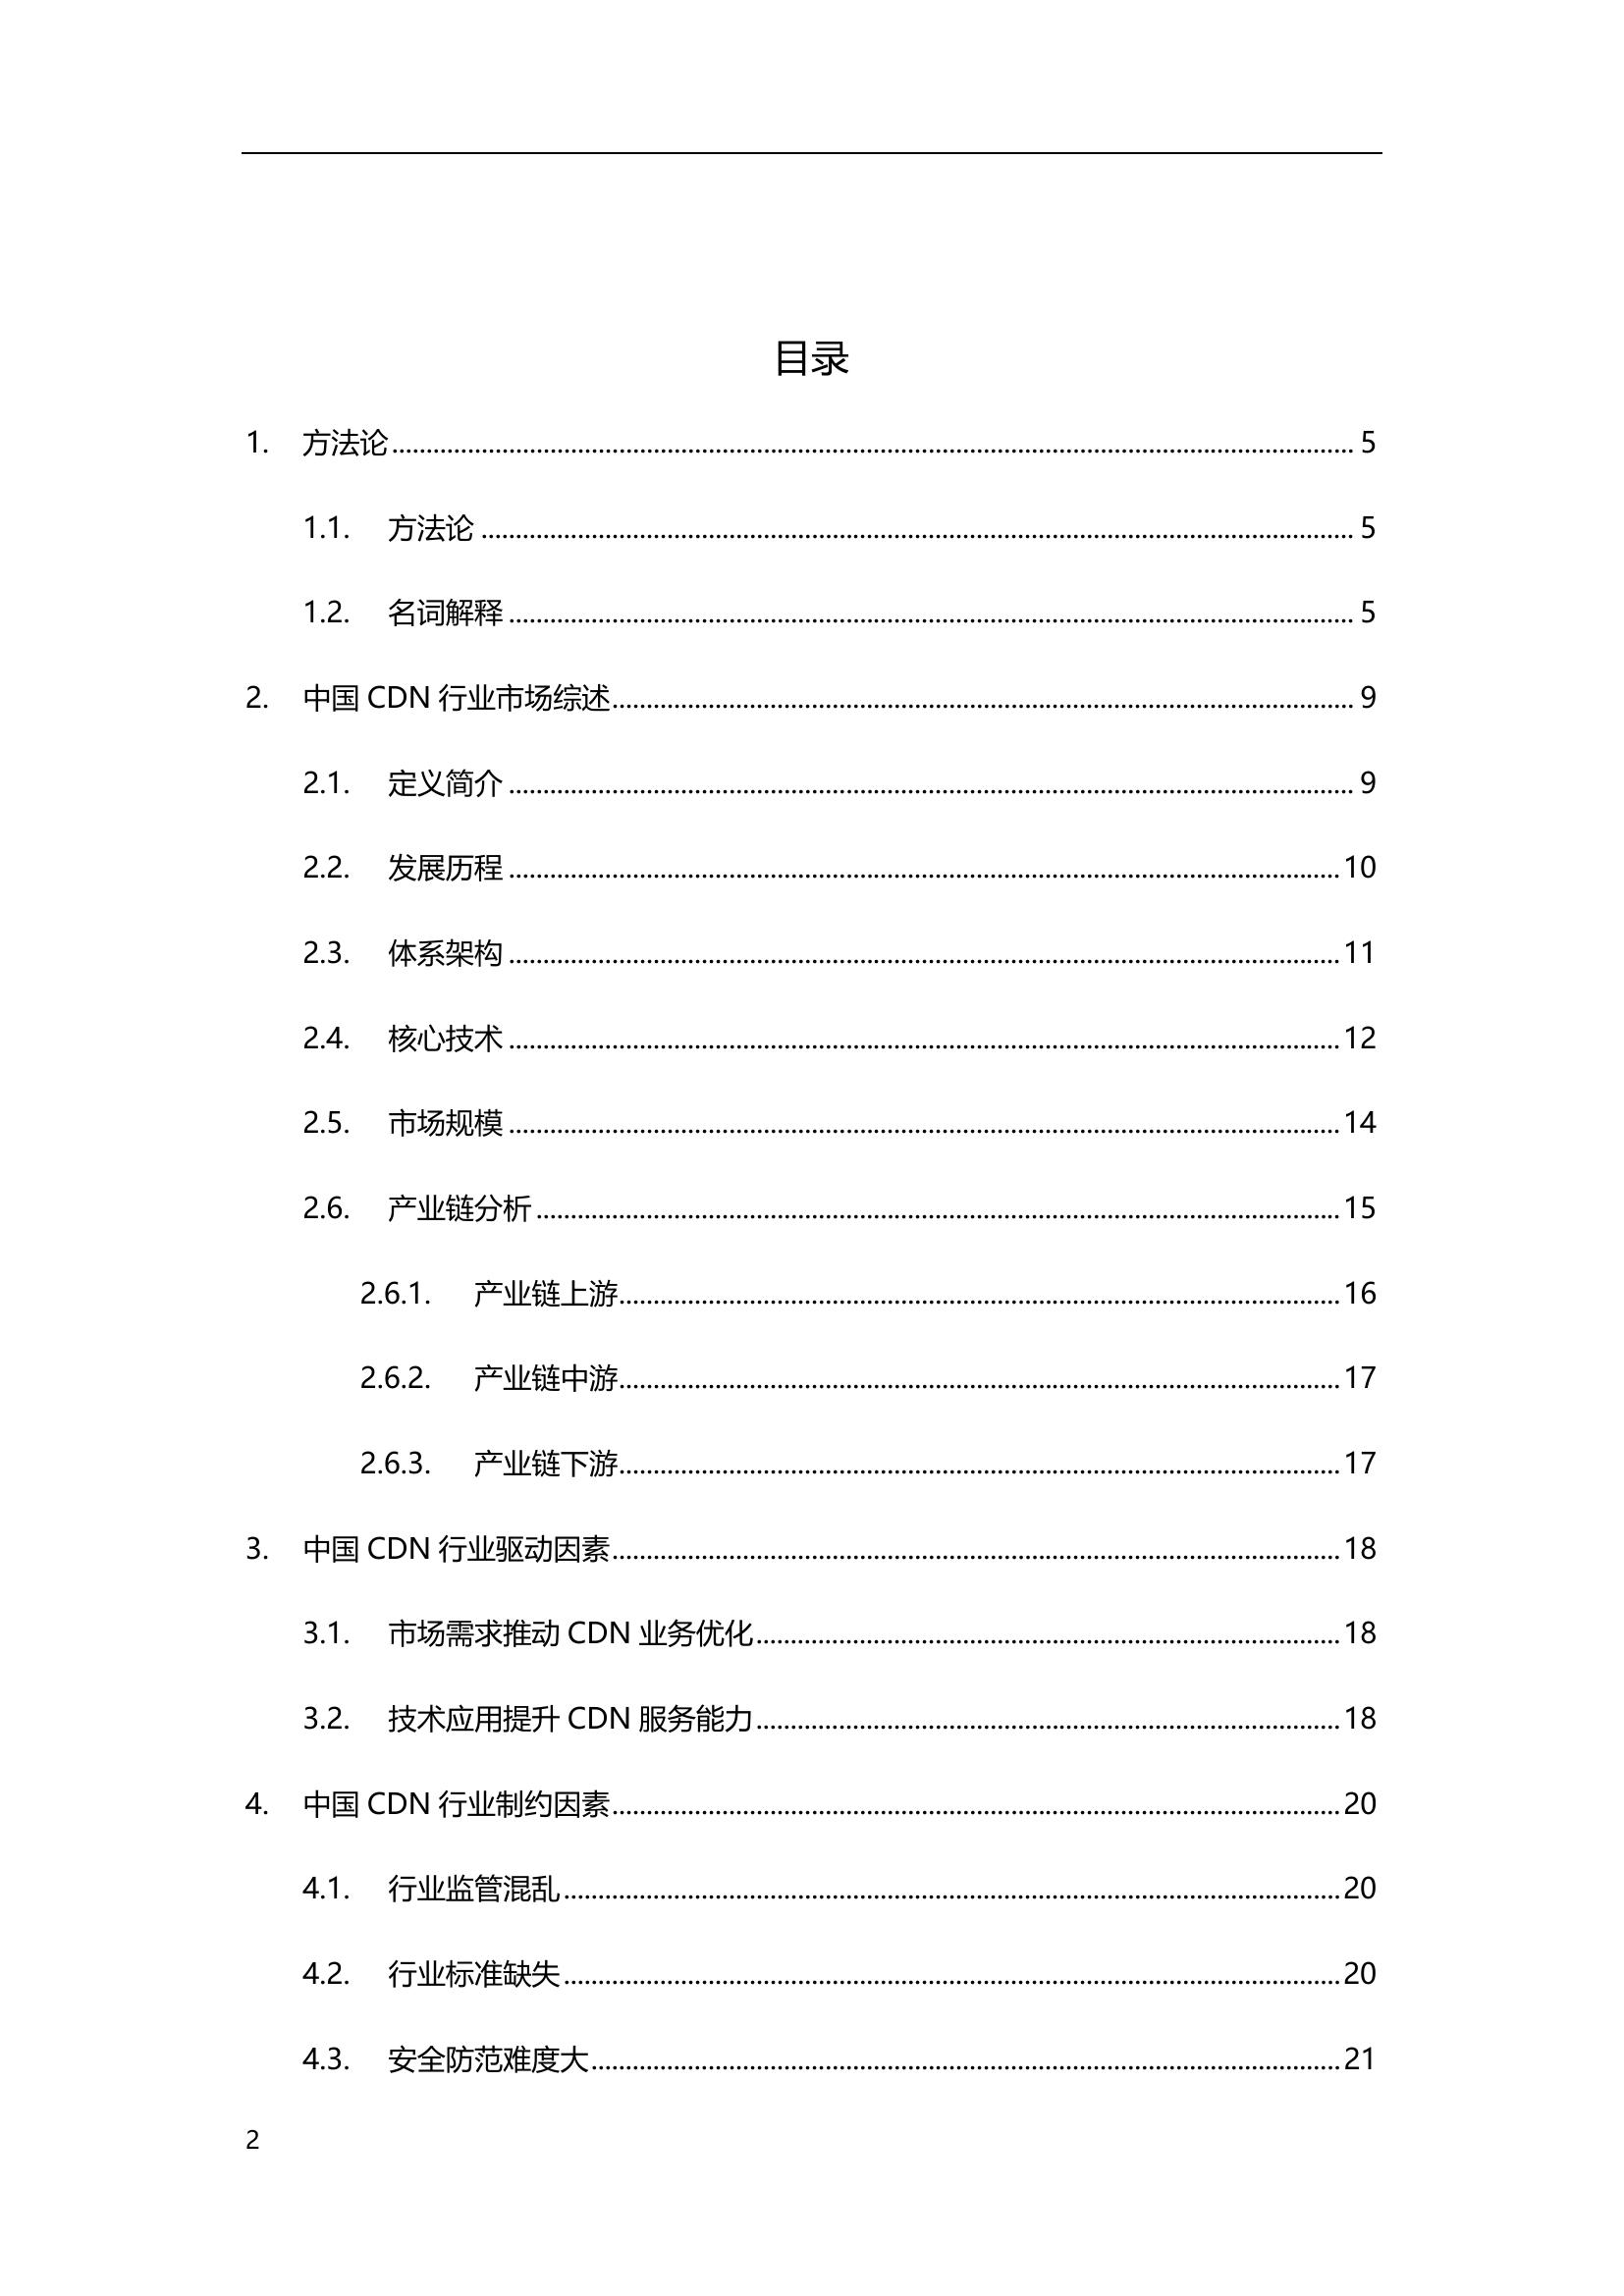 目录
1. 方法论 5
1.1. 方法论 5
1.2. 名词解释 5
2. 中国 CDN 行业市场综述 9
2.1. 定义简介 9
2.2. 发展历程 10
2.3. 体系架构 11
2.4. 核心技术 12
2.5. 市场规模 14
2.6. 产业链分析 15
2.6.1. 产业链上游 16
2.6.2. 产业链中游 17
2.6.3. 产业链下游 17
3. 中国 CDN 行业驱动因素 18
3.1. 市场需求推动 CDN 业务优化 18
3.2. 技术应用提升 CDN 服务能力 18
4. 中国 CDN 行业制约因素 20
4.1. 行业监管混乱 20
4.2. 行业标准缺失 20
4.3. 安全防范难度大 21
2